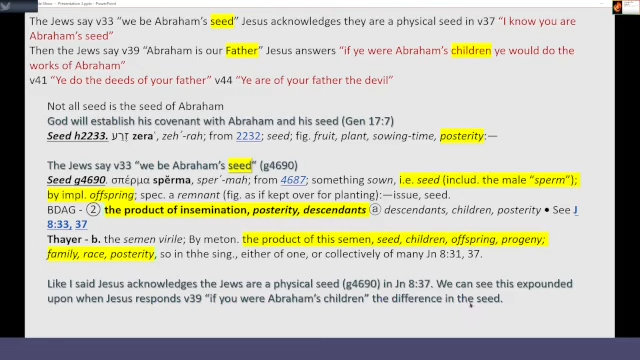 The Jews say v33 "we be Abraham's seed" Jesus acknowledges they are a physical seed in v37 "I know you are
Abraham's seed"
Then the Jews say v39 "Abraham is our Father" Jesus answers "if ye were Abraham's children ye would do the
works of Abraham"
v41 "Ye do the deeds of your father" v44 "Ye are of your father the devil"
Not all seed is the seed of Abraham
God will establish his covenant with Abraham and his seed (Gen 17:7)
Seed h2233. זֶרַע zeraʿ, zeh´-rah; from 2232; seed; fig. fruit, plant, sowing-time, posterity:—
The Jews say v33 "we be Abraham's seed" (g4690)
Seed g4690. σπέρμα spĕrma, sper´-mah; from 4687; something sown, i.e. seed (includ. the male "sperm");
by impl. offspring; spec. a remnant (fig. as if kept over for planting):—issue, seed.
BDAG - ② the product of insemination, posterity, descendants ⓐ descendants, children, posterity • See J
8:33, 37
Thayer - b. the semen virile; By meton. the product of this semen, seed, children, offspring, progeny;
family, race, posterity, so in thhe sing., either of one, or collectively of many Jn 8:31, 37.
Like I said Jesus acknowledges the Jews are a physical seed (g4690) in Jn 8:37. We can see this expounded
upon when Jesus responds v39 "if you were Abraham's children" the difference in the seed.